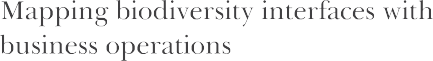 Mapping biodiversity interfaces with
business operations